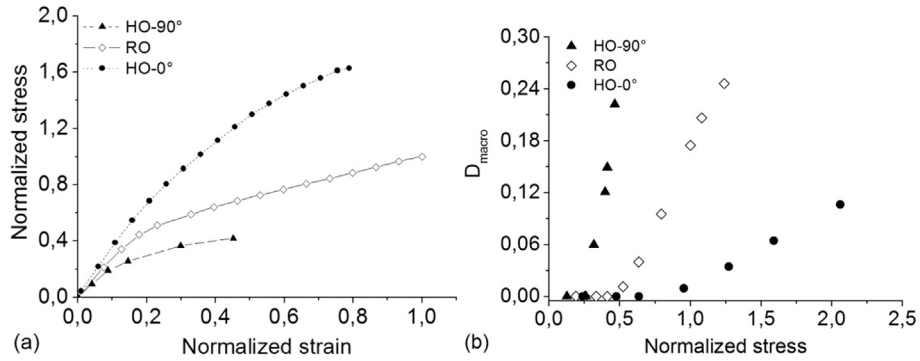 HO-90°
RO
HO-0°
Normalized stress
2,0
1,6
1,2
0,8
0,4
0,0
0,0 0,2 0,4 0,6 0,8 1,0
Normalized strain
(a)
HO-90°
RO
HO-0°
D_macro
0,30
0,24
0,18
0,12
0,06
0,00
0,0 0,5 1,0 1,5 2,0 2,5
Normalized stress
(b)